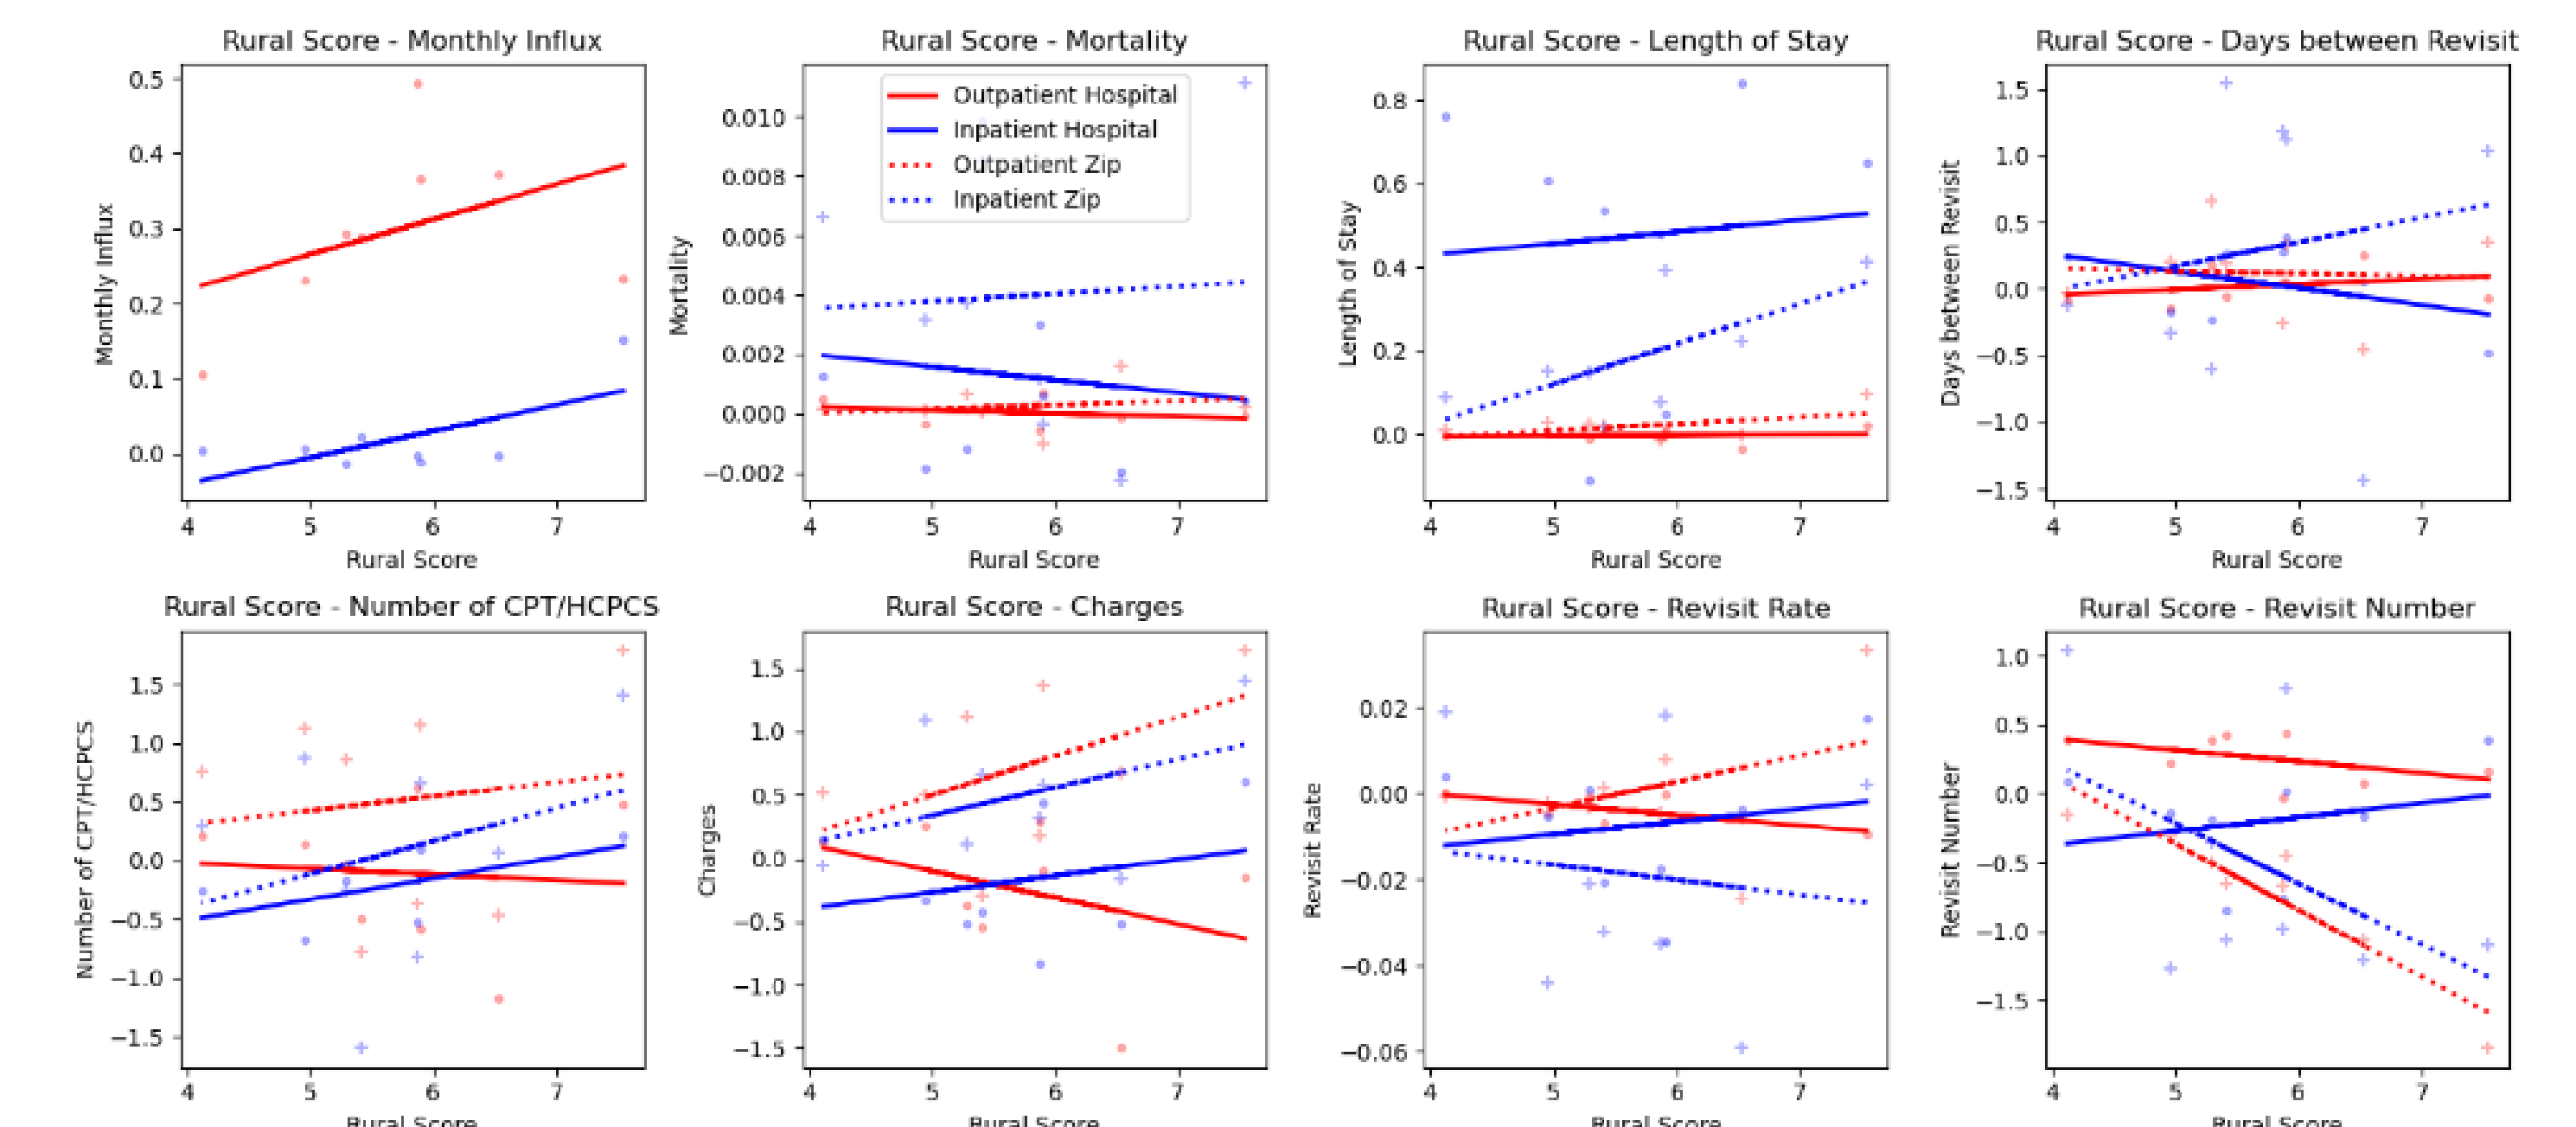 Rural Score - Monthly Influx
0.5
0.4
0.3
0.2
0.1
0.0
Monthly Influx
4 5 6 7
Rural Score
Rural Score - Mortality
Outpatient Hospital
Inpatient Hospital
Outpatient Zip
Inpatient Zip
0.010
0.008
0.006
0.004
0.002
0.000
−0.002
Mortality
4 5 6 7
Rural Score
Rural Score - Length of Stay
0.8
0.6
0.4
0.2
0.0
Length of Stay
4 5 6 7
Rural Score
Rural Score - Days between Revisit
1.5
1.0
0.5
0.0
−0.5
−1.0
−1.5
Days between Revisit
4 5 6 7
Rural Score
Rural Score - Number of CPT/HCPCS
1.5
1.0
0.5
0.0
−0.5
−1.0
−1.5
Number of CPT/HCPCS
4 5 6 7
Rural Score
Rural Score - Charges
1.5
1.0
0.5
0.0
−0.5
−1.0
−1.5
Charges
4 5 6 7
Rural Score
Rural Score - Revisit Rate
0.02
0.00
−0.02
−0.04
−0.06
Revisit Rate
4 5 6 7
Rural Score
Rural Score - Revisit Number
1.0
0.5
0.0
−0.5
−1.0
−1.5
Revisit Number
4 5 6 7
Rural Score